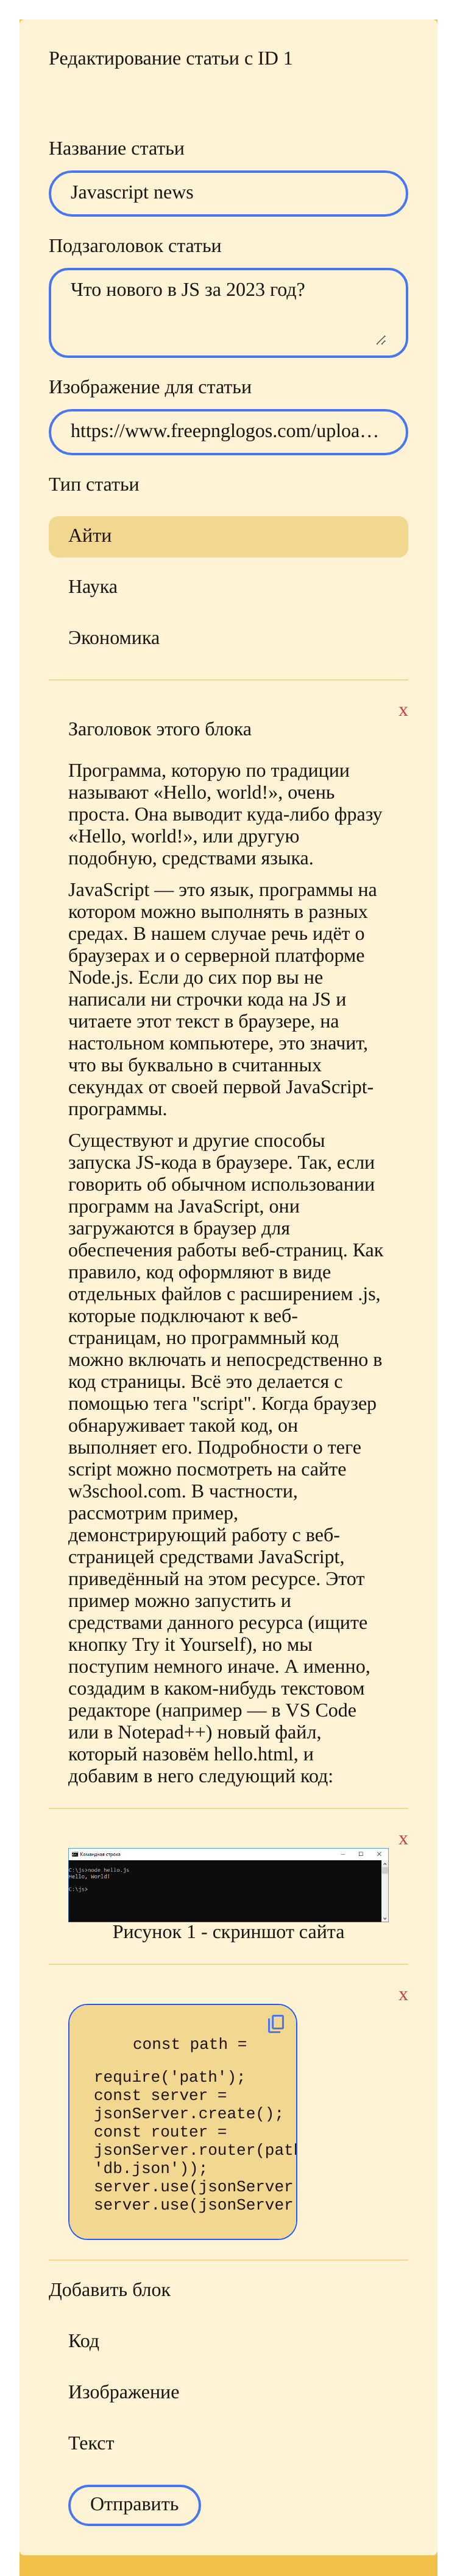 Редактирование статьи с ID 1
Название статьи
Javascript news
Подзаголовок статьи
Что нового в JS за 2023 год?
Изображение для статьи
https://www.freepnglogos.com/uploa…
Тип статьи
Айти
Наука
Экономика
x
Заголовок этого блока
Программа, которую по традиции
называют «Hello, world!», очень
проста. Она выводит куда-либо фразу
«Hello, world!», или другую
подобную, средствами языка.
JavaScript — это язык, программы на
котором можно выполнять в разных
средах. В нашем случае речь идёт о
браузерах и о серверной платформе
Node.js. Если до сих пор вы не
написали ни строчки кода на JS и
читаете этот текст в браузере, на
настольном компьютере, это значит,
что вы буквально в считанных
секундах от своей первой JavaScript-
программы.
Существуют и другие способы
запуска JS-кода в браузере. Так, если
говорить об обычном использовании
программ на JavaScript, они
загружаются в браузер для
обеспечения работы веб-страниц. Как
правило, код оформляют в виде
отдельных файлов с расширением .js,
которые подключают к веб-
страницам, но программный код
можно включать и непосредственно в
код страницы. Всё это делается с
помощью тега "script". Когда браузер
обнаруживает такой код, он
выполняет его. Подробности о теге
script можно посмотреть на сайте
w3school.com. В частности,
рассмотрим пример,
демонстрирующий работу с веб-
страницей средствами JavaScript,
приведённый на этом ресурсе. Этот
пример можно запустить и
средствами данного ресурса (ищите
кнопку Try it Yourself), но мы
поступим немного иначе. А именно,
создадим в каком-нибудь текстовом
редакторе (например — в VS Code
или в Notepad++) новый файл,
который назовём hello.html, и
добавим в него следующий код:
x
Командная строка
C:\js>node hello.js
Hello, World!
C:\js>
Рисунок 1 - скриншот сайта
x
const path =
require('path');
const server =
jsonServer.create();
const router =
jsonServer.router(path
'db.json'));
server.use(jsonServer
server.use(jsonServer
Добавить блок
Код
Изображение
Текст
Отправить